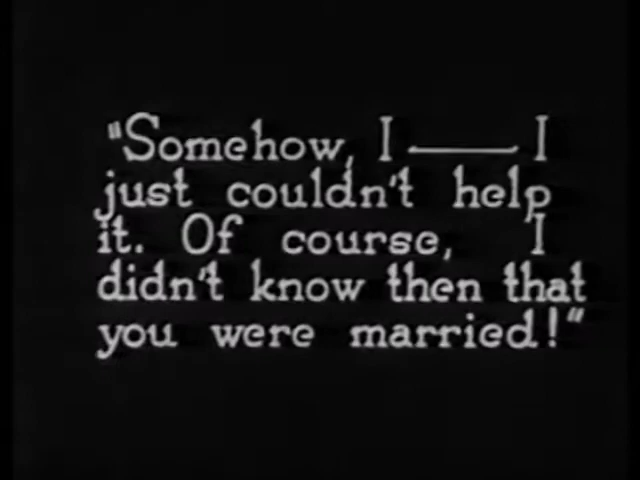 "Somehow, I —— I
just couldn't help
it. Of course, I
didn't know then that
you were married!"